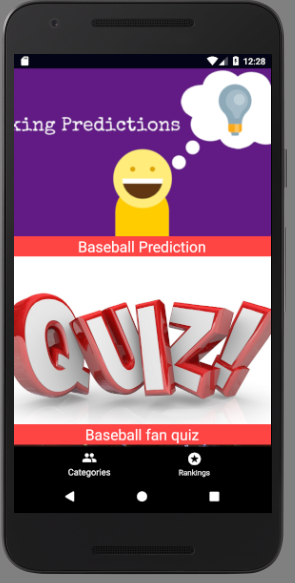 12:28
king Predictions
Baseball Prediction
QUIZ!
Baseball fan quiz
Categories
Rankings